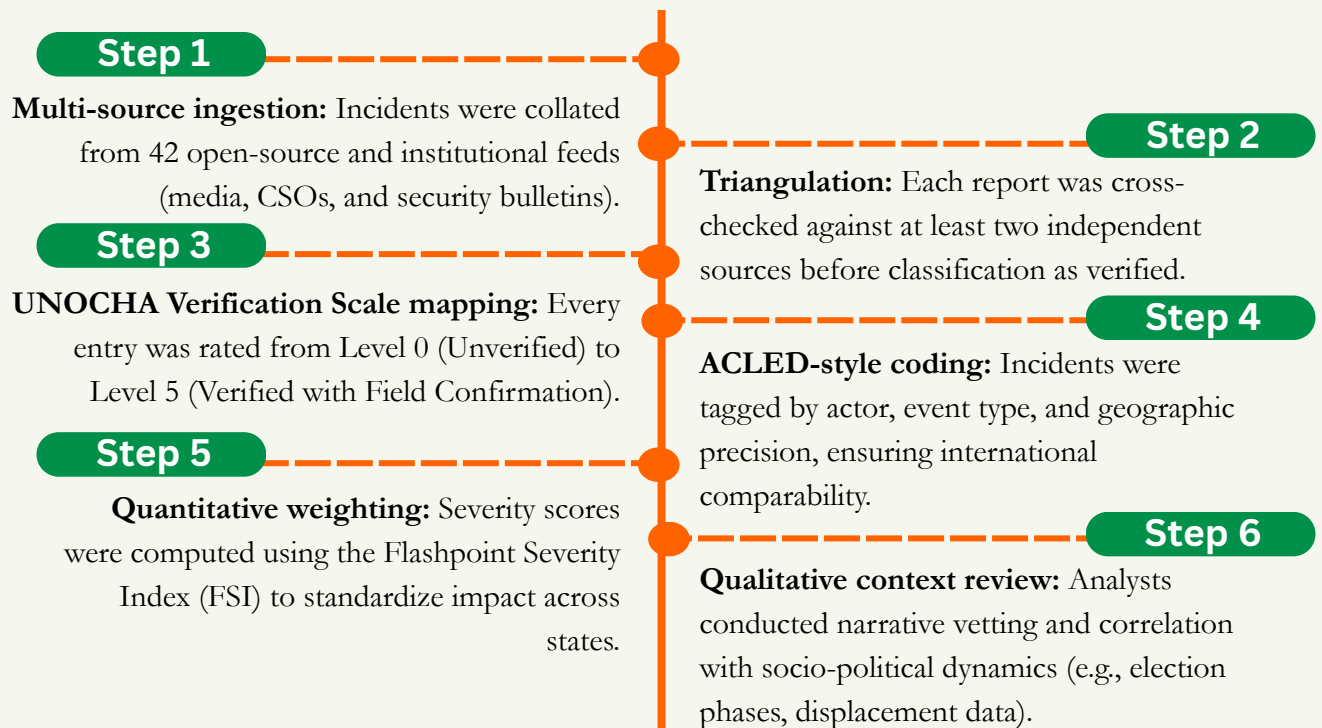 Step 1
Multi-source ingestion: Incidents were collated
from 42 open-source and institutional feeds
(media, CSOs, and security bulletins).
Step 2
Triangulation: Each report was cross-
checked against at least two independent
sources before classification as verified.
Step 3
UNOCHA Verification Scale mapping: Every
entry was rated from Level 0 (Unverified) to
Level 5 (Verified with Field Confirmation).
Step 4
ACLED-style coding: Incidents were
tagged by actor, event type, and geographic
precision, ensuring international
comparability.
Step 5
Quantitative weighting: Severity scores
were computed using the Flashpoint Severity
Index (FSI) to standardize impact across
states.
Step 6
Qualitative context review: Analysts
conducted narrative vetting and correlation
with socio-political dynamics (e.g., election
phases, displacement data).